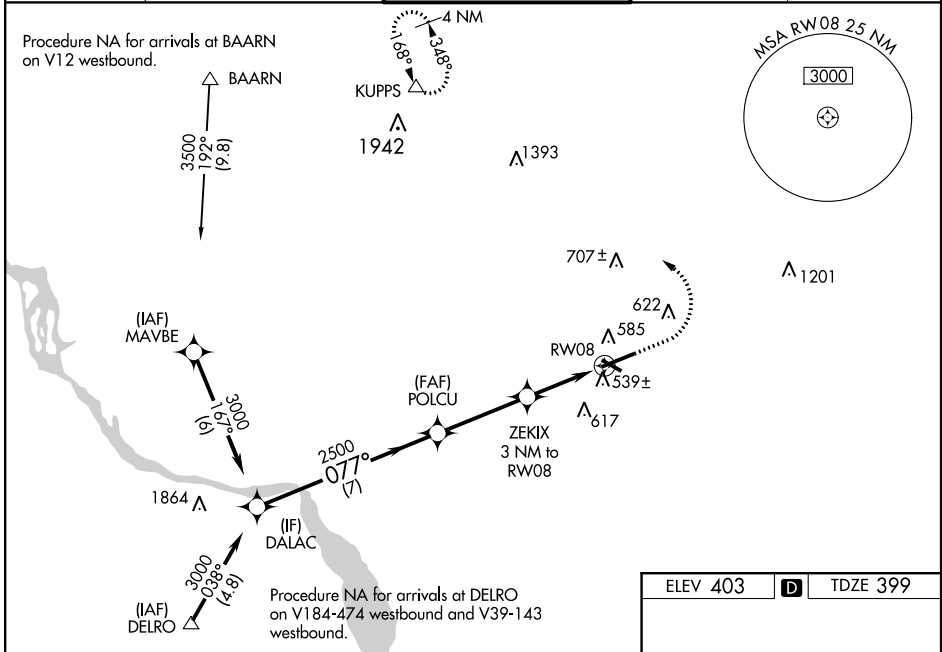 Procedure NA for arrivals at BAARN
on V12 westbound.
BAARN
3500
192°
(9.8)
4 NM
168°
348°
KUPPS
1942
1393
MSA RW08 25 NM
3000
707±
1201
622
585
RW08
539±
617
(IAF)
MAVBE
3000
167°
(6)
(FAF)
POLCU
ZEKIX
3 NM to
RW08
2500
077°
(7)
1864
(IF)
DALAC
3000
038°
(4.8)
(IAF)
DELRO
Procedure NA for arrivals at DELRO
on V184-474 westbound and V39-143
westbound.
ELEV 403 D TDZE 399